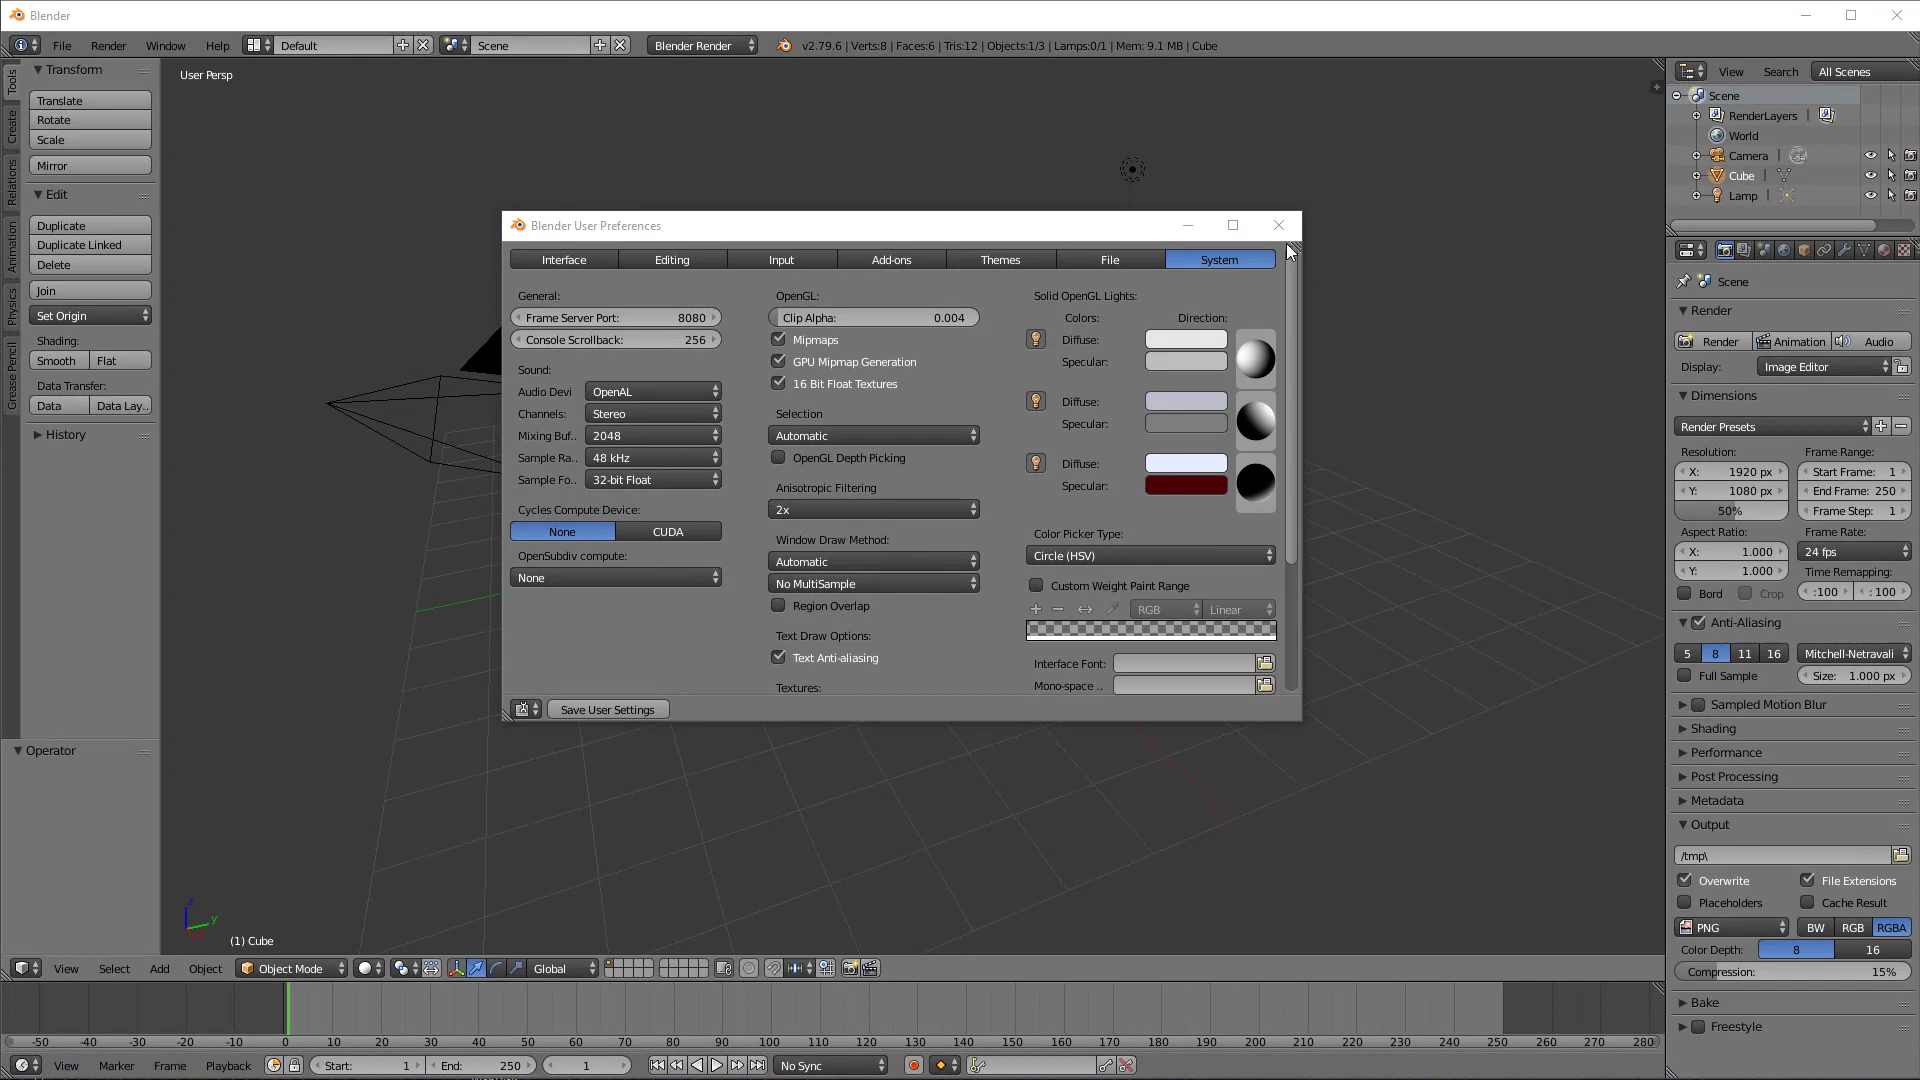 Blender
File Render Window Help Default Scene Blender Render v2.79.6 | Verts:8 | Faces:6 | Tris:12 | Objects:1/3 | Lamps:0/1 | Mem: 9.1 MB | Cube
Tools
Create
Relations
Animation
Physics
Grease Pencil
Transform
Translate
Rotate
Scale
Mirror
Edit
Duplicate
Duplicate Linked
Delete
Join
Set Origin
Shading:
Smooth Flat
Data Transfer:
Data Data Lay..
History
Operator
User Persp
Blender User Preferences
Interface Editing Input Add-ons Themes File System
General:
Frame Server Port: 8080
Console Scrollback: 256
Sound:
Audio Devi OpenAL
Channels: Stereo
Mixing Buf.. 2048
Sample Ra.. 48 kHz
Sample Fo.. 32-bit Float
Cycles Compute Device:
None CUDA
OpenSubdiv compute:
None
OpenGL:
Clip Alpha: 0.004
Mipmaps
GPU Mipmap Generation
16 Bit Float Textures
Selection
Automatic
OpenGL Depth Picking
Anisotropic Filtering
2x
Window Draw Method:
Automatic
No MultiSample
Region Overlap
Text Draw Options:
Text Anti-aliasing
Textures:
Solid OpenGL Lights:
Colors: Direction:
Diffuse:
Specular:
Diffuse:
Specular:
Diffuse:
Specular:
Color Picker Type:
Circle (HSV)
Custom Weight Paint Range
RGB Linear
Interface Font:
Mono-space ..
Save User Settings
z
y
(1) Cube
View Select Add Object Object Mode Global
-50 -40 -30 -20 -10 0 10 20 30 40 50 60 70 80 90 100 110 120 130 140 150 160 170 180 190 200 210 220 230 240 250 260 270 280
View Marker Frame Playback Start: 1 End: 250 1 No Sync
View Search All Scenes
Scene
RenderLayers
World
Camera
Cube
Lamp
Scene
Render
Render Animation Audio
Display: Image Editor
Dimensions
Render Presets
Resolution: Frame Range:
X: 1920 px Start Frame: 1
Y: 1080 px End Frame: 250
50% Frame Step: 1
Aspect Ratio: Frame Rate:
X: 1.000 24 fps
Y: 1.000 Time Remapping:
Bord Crop :100 :100
Anti-Aliasing
5 8 11 16 Mitchell-Netravali
Full Sample Size: 1.000 px
Sampled Motion Blur
Shading
Performance
Post Processing
Metadata
Output
/tmp\
Overwrite File Extensions
Placeholders Cache Result
PNG BW RGB RGBA
Color Depth: 8 16
Compression: 15%
Bake
Freestyle